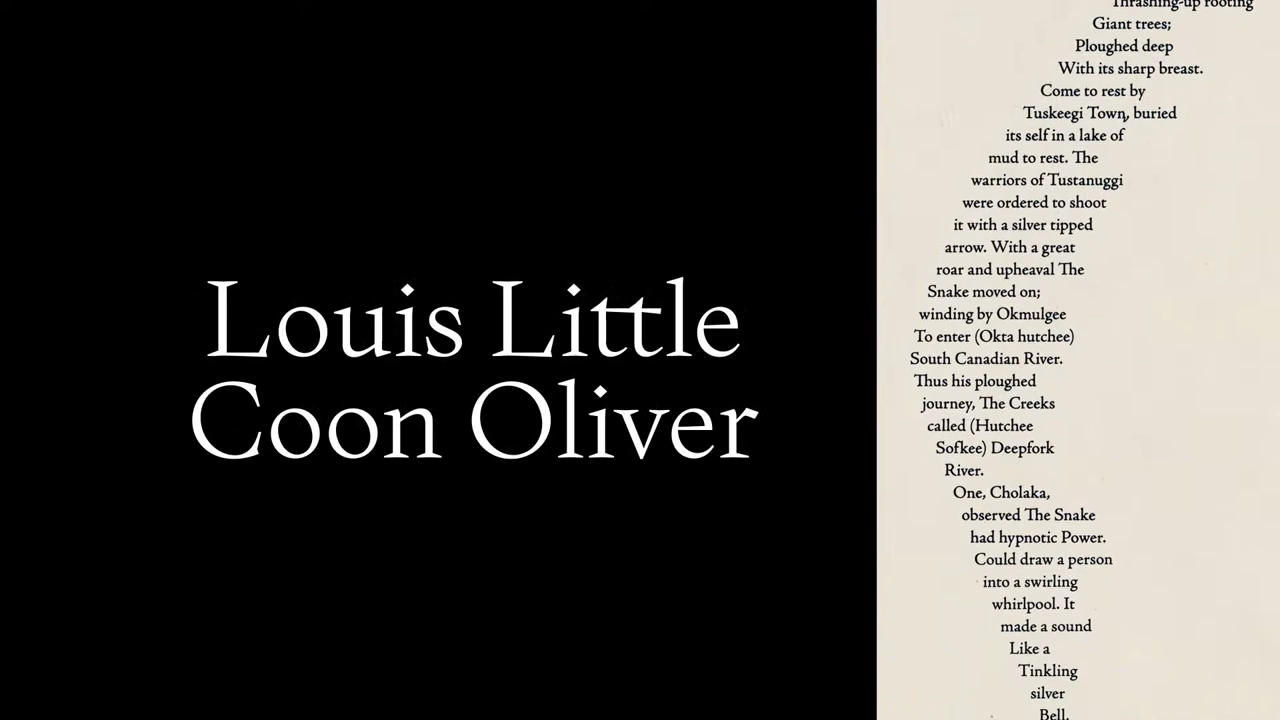 Louis Little
Coon Oliver
Thrashing-up rooting
Giant trees;
Ploughed deep
With its sharp breast.
Come to rest by
Tuskeegi Town, buried
its self in a lake of
mud to rest. The
warriors of Tustanuggi
were ordered to shoot
it with a silver tipped
arrow. With a great
roar and upheaval The
Snake moved on;
winding by Okmulgee
To enter (Okta hutchee)
South Canadian River.
Thus his ploughed
journey, The Creeks
called (Hutchee
Sofkee) Deepfork
River.
One, Cholaka,
observed The Snake
had hypnotic Power.
Could draw a person
into a swirling
whirlpool. It
made a sound
Like a
Tinkling
silver
Bell.